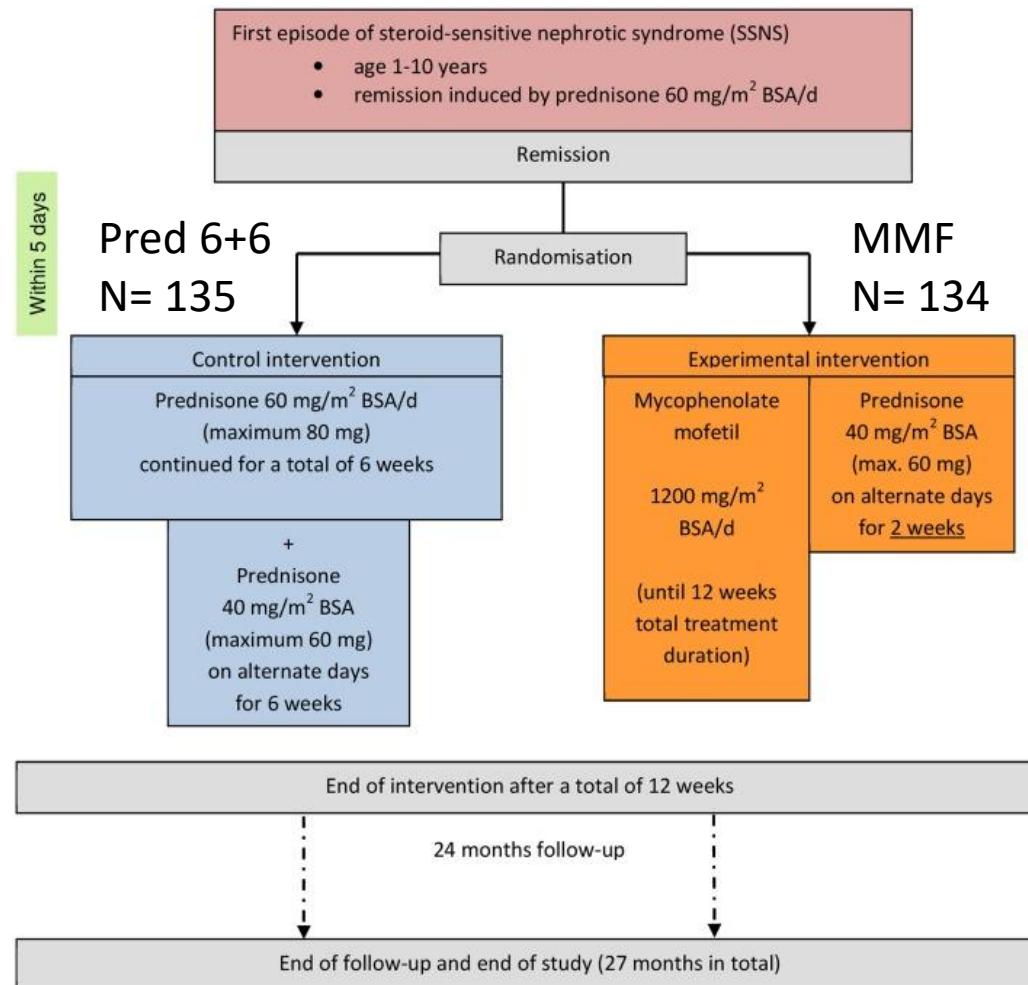 First episode of steroid-sensitive nephrotic syndrome (SSNS)
• age 1-10 years
• remission induced by prednisone 60 mg/m² BSA/d
Remission
Within 5 days
Pred 6+6
N= 135
Randomisation
MMF
N= 134
Control intervention
Prednisone 60 mg/m² BSA/d
(maximum 80 mg)
continued for a total of 6 weeks
+
Prednisone
40 mg/m² BSA
(maximum 60 mg)
on alternate days
for 6 weeks
Experimental intervention
Mycophenolate
mofetil
1200 mg/m²
BSA/d
(until 12 weeks
total treatment
duration)
Prednisone
40 mg/m² BSA
(max. 60 mg)
on alternate days
for 2 weeks
End of intervention after a total of 12 weeks
24 months follow-up
End of follow-up and end of study (27 months in total)